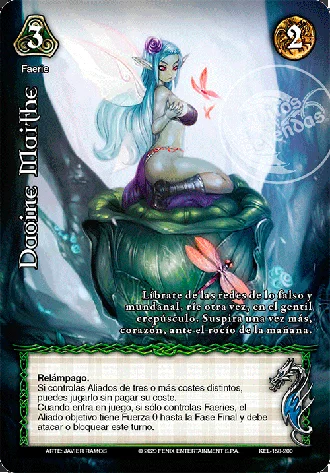 3
2
Faerie
Daoine Maithe
Líbrate de las redes de lo falso y
mundanal, ríe otra vez, en el gentil
crepúsculo. Suspira una vez más,
corazón, ante el rocío de la mañana.
Relámpago.
Si controlas Aliados de tres o más costes distintos,
puedes jugarlo sin pagar su coste.
Cuando entra en juego, si solo controlas Faeries, el
Aliado objetivo tiene Fuerza 0 hasta la Fase Final y debe
atacar o bloquear este turno.
ARTE: JAVIER RAMOS
© 2020 FENIX ENTERTAINMENT S.P.A.